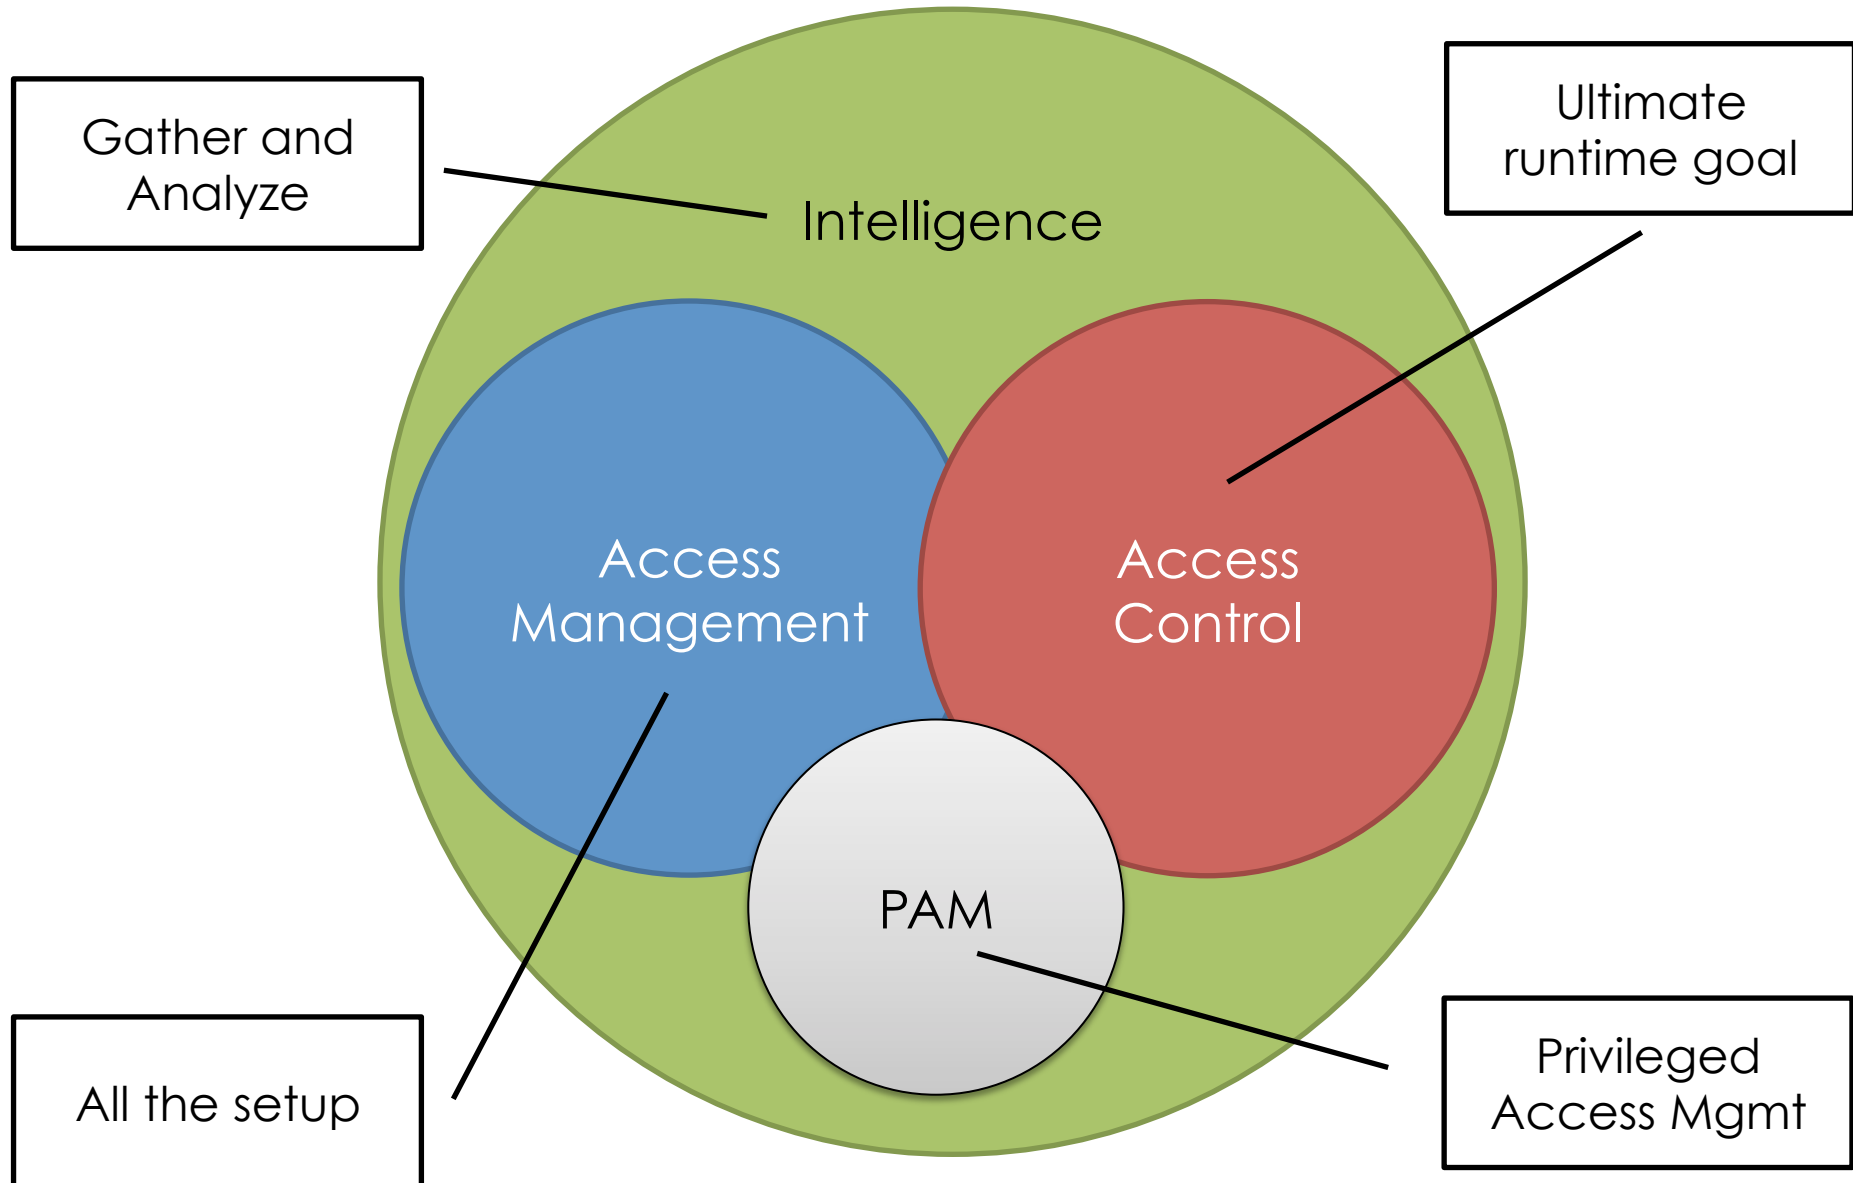 Gather and
Analyze
Ultimate
runtime goal
Intelligence
Access
Management
Access
Control
PAM
All the setup
Privileged
Access Mgmt